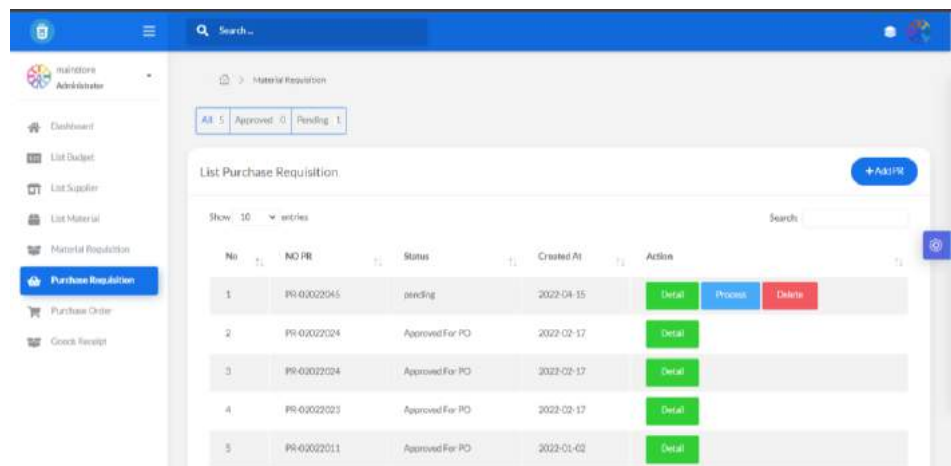 Search...
mainstore
Administrator
Material Requisition
All 5 Approved 0 Pending 1
Dashboard
List Budget
List Supplier
List Material
Material Requisition
Purchase Requisition
Purchase Order
Goods Receipt
List Purchase Requisition
+ Add PR
Show 10 entries
Search:
No NO PR Status Created At Action
1 PR-02022045 pending 2022-04-15 Detail Process Delete
2 PR-02022024 Approved For PO 2022-02-17 Detail
3 PR-02022024 Approved For PO 2022-02-17 Detail
4 PR-02022023 Approved For PO 2022-02-17 Detail
5 PR-02022011 Approved For PO 2022-01-02 Detail